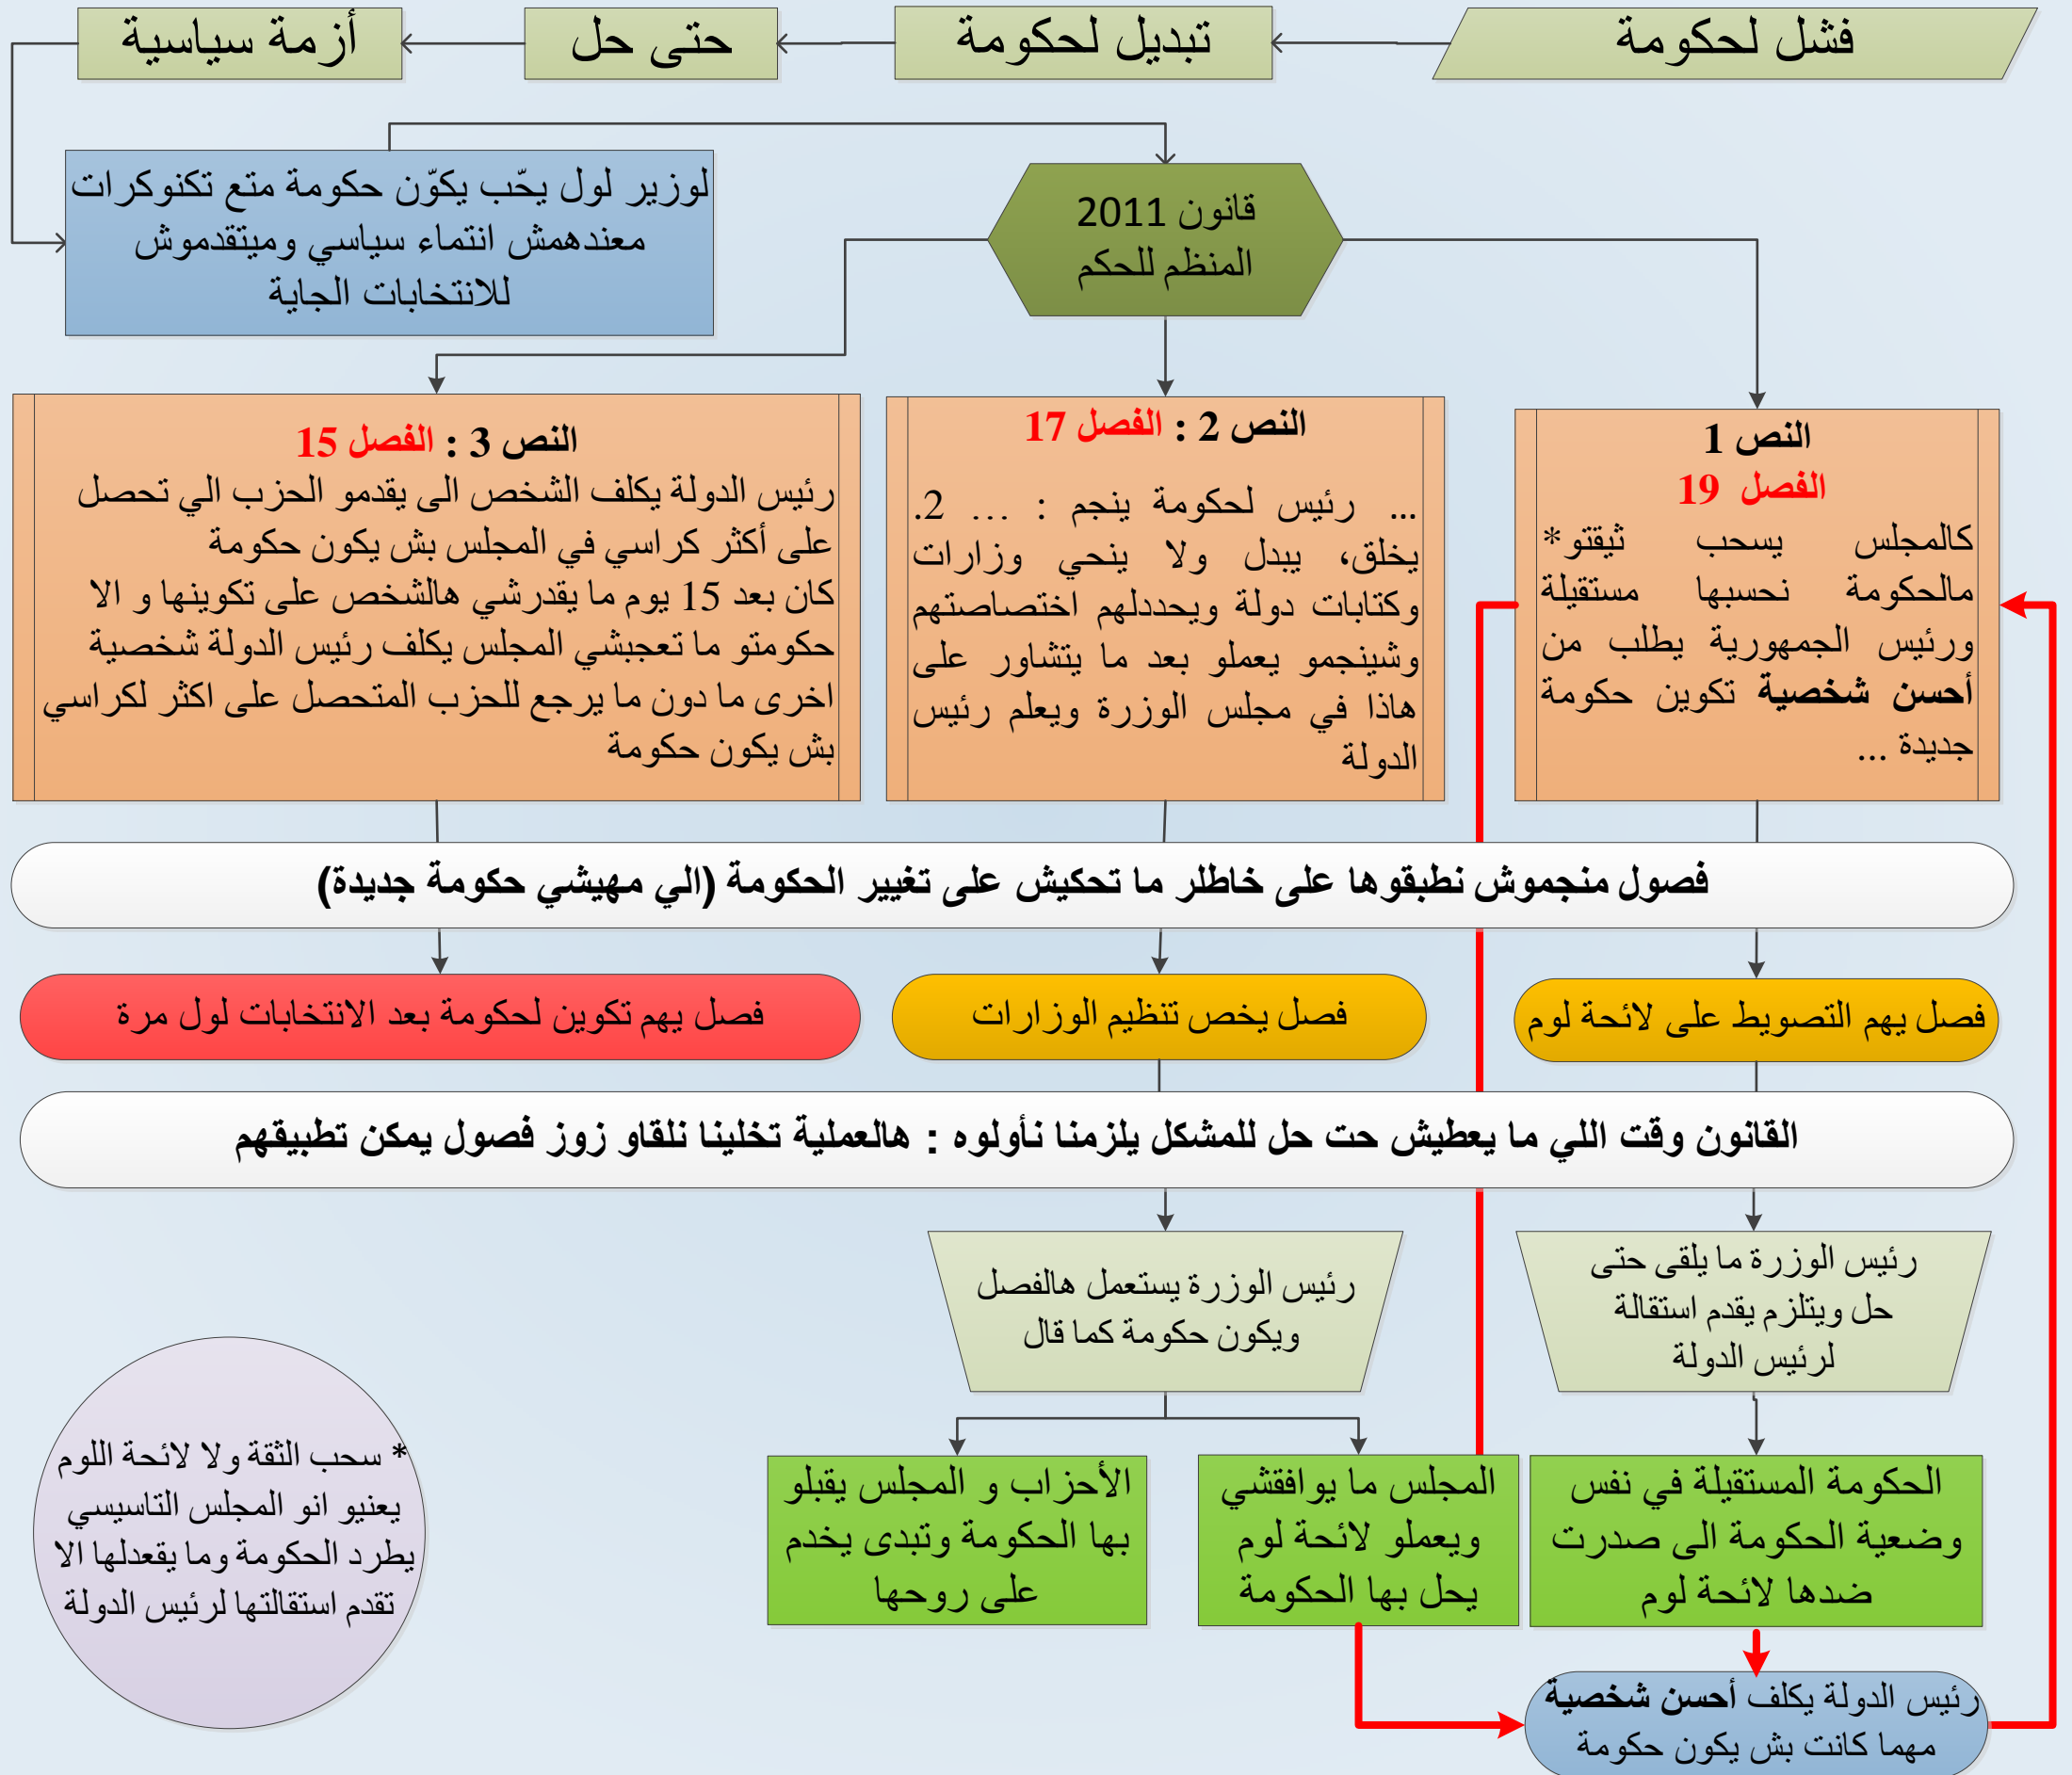 فشل لحكومة
تبديل لحكومة
حتى حل
أزمة سياسية
لوزير لول يحّب يكوّن حكومة متع تكنوكرات
معندهمش انتماء سياسي وميتقدموش
للانتخابات الجاية
قانون 2011
المنظم للحكم
النص 1
الفصل 19
كالمجلس يسحب ثيقتو*
مالحكومة نحسبها مستقيلة
ورئيس الجمهورية يطلب من
أحسن شخصية تكوين حكومة
جديدة ...
النص 2 : الفصل 17
... رئيس لحكومة ينجم : ... 2.
يخلق، يبدل ولا ينحي وزارات
وكتابات دولة ويحددلهم اختصاصتهم
وشينجمو يعملو بعد ما يتشاور على
هاذا في مجلس الوزرة ويعلم رئيس
الدولة
النص 3 : الفصل 15
رئيس الدولة يكلف الشخص الى يقدمو الحزب الي تحصل
على أكثر كراسي في المجلس بش يكون حكومة
كان بعد 15 يوم ما يقدرشي هالشخص على تكوينها و الا
حكومتو ما تعجبشي المجلس يكلف رئيس الدولة شخصية
اخرى ما دون ما يرجع للحزب المتحصل على اكثر لكراسي
بش يكون حكومة
فصول منجموش نطبقوها على خاطلر ما تحكيش على تغيير الحكومة (الي مهيشي حكومة جديدة)
فصل يهم التصويط على لائحة لوم
فصل يخص تنظيم الوزارات
فصل يهم تكوين لحكومة بعد الانتخابات لول مرة
القانون وقت اللي ما يعطيش حت حل للمشكل يلزمنا نأولوه : هالعملية تخلينا نلقاو زوز فصول يمكن تطبيقهم
رئيس الوزرة ما يلقى حتى
حل ويتلزم يقدم استقالة
لرئيس الدولة
رئيس الوزرة يستعمل هالفصل
ويكون حكومة كما قال
الحكومة المستقيلة في نفس
وضعية الحكومة الى صدرت
ضدها لائحة لوم
المجلس ما يوافقشي
ويعملو لائحة لوم
يحل بها الحكومة
الأحزاب و المجلس يقبلو
بها الحكومة وتبدى يخدم
على روحها
* سحب الثقة ولا لائحة اللوم
يعنيو انو المجلس التاسيسي
يطرد الحكومة وما يقعدلها الا
تقدم استقالتها لرئيس الدولة
رئيس الدولة يكلف أحسن شخصية
مهما كانت بش يكون حكومة